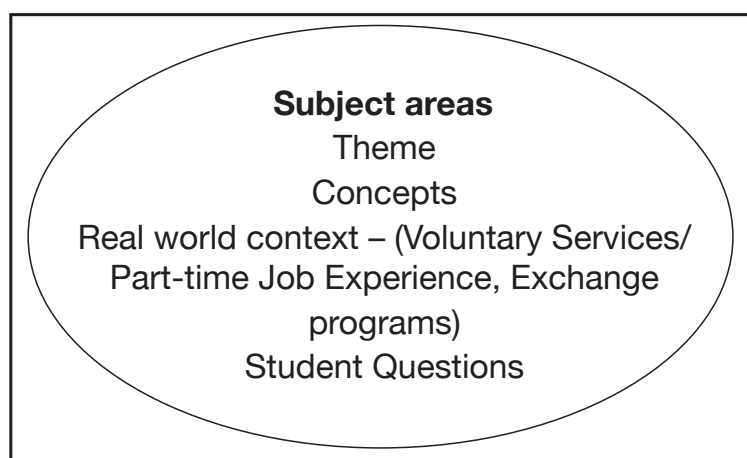 Subject areas
Theme
Concepts
Real world context – (Voluntary Services/
Part-time Job Experience, Exchange
programs)
Student Questions